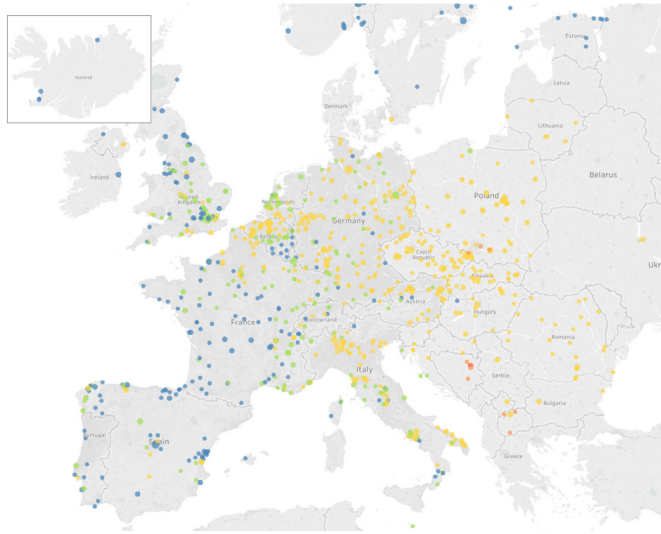 Iceland
Estonia
Latvia
Denmark
Lithuania
Ireland
United
Kingdom
Netherlands
Belarus
Poland
Germany
Czech
Republic
Slovakia
Ukr
Austria
Switzerland
Hungary
France
Romania
Italy
Serbia
Bulgaria
Portugal
Spain
Greece